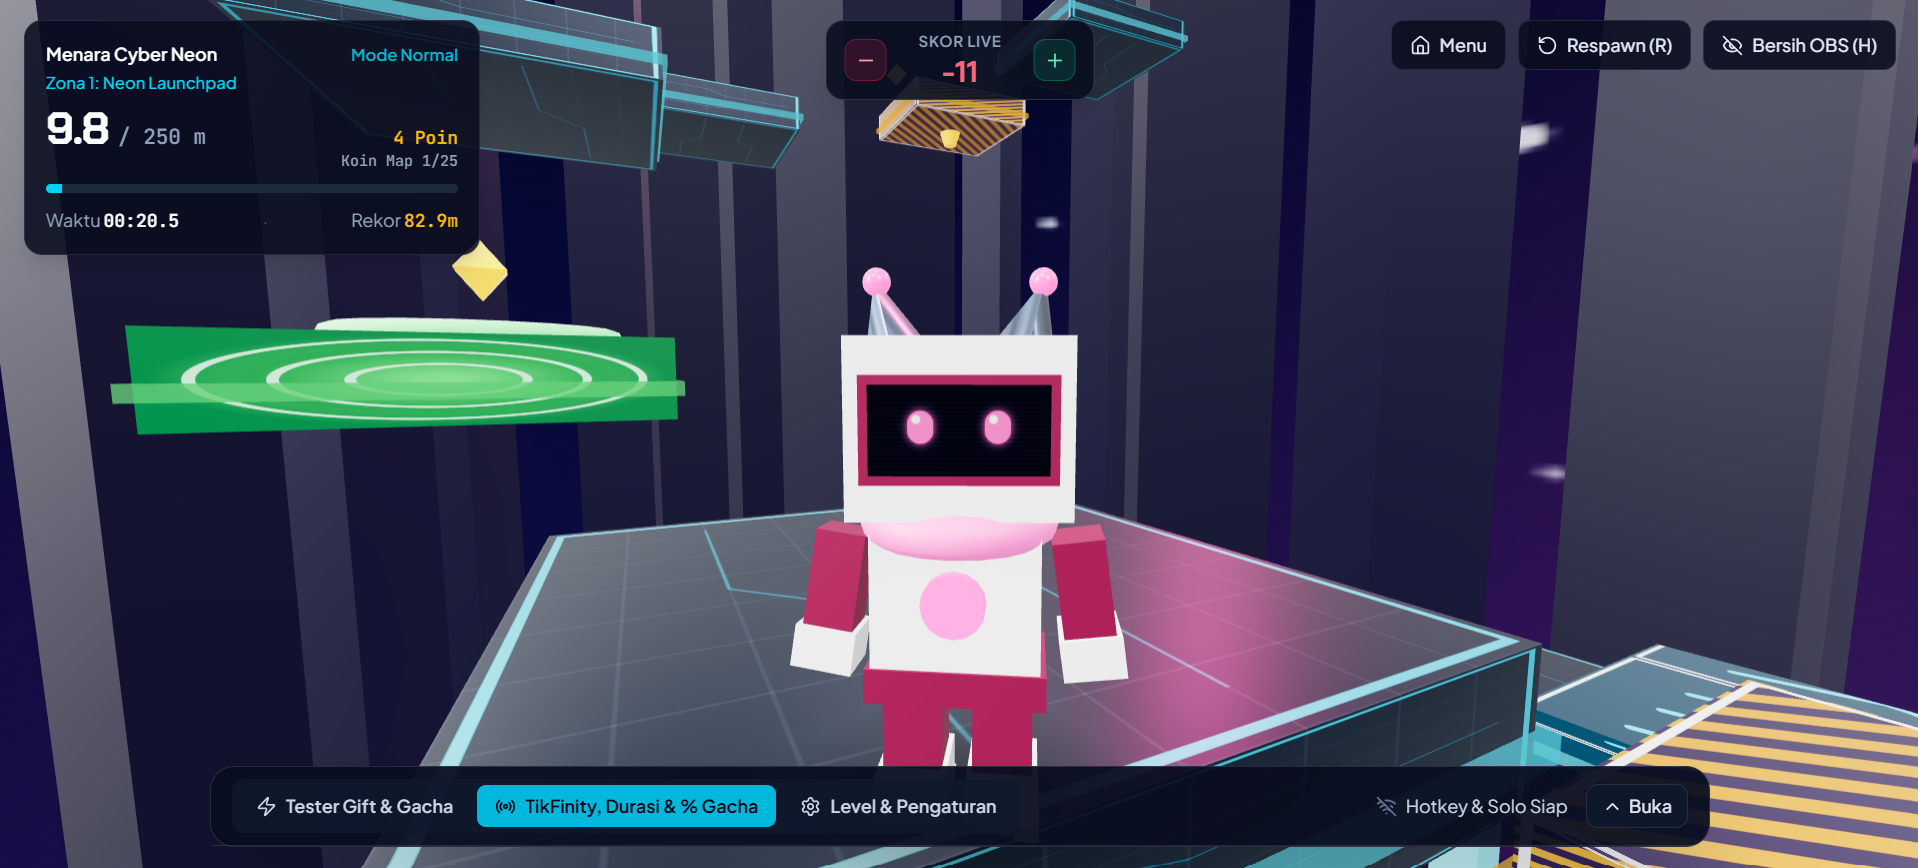 Menara Cyber Neon
Mode Normal
Zona 1: Neon Launchpad
9.8 / 250 m
4 Poin
Koin Map 1/25
Waktu 00:20.5
Rekor 82.9m
SKOR LIVE
−
-11
+
Menu
Respawn (R)
Bersih OBS (H)
Tester Gift & Gacha
TikFinity, Durasi & % Gacha
Level & Pengaturan
Hotkey & Solo Siap
Buka